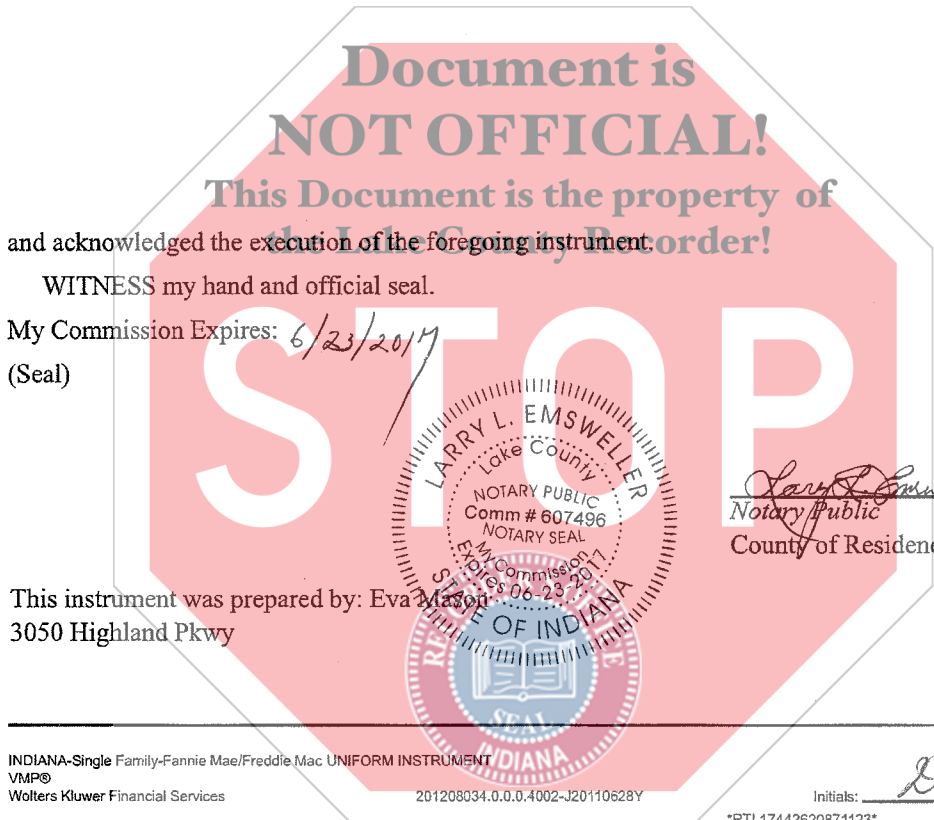 Document is
NOT OFFICIAL!
This Document is the property of
the Lake County Recorder!
and acknowledged the execution of the foregoing instrument.
WITNESS my hand and official seal.
My Commission Expires: 6/23/2017
(Seal)
STOP
LARRY L. EMSWELLER
Lake County
NOTARY PUBLIC
Comm # 607496
NOTARY SEAL
My Commission
Expires 06-23-2017
STATE OF INDIANA
Notary Public
County of Residence
This instrument was prepared by: Eva Mason
3050 Highland Pkwy
SEAL
INDIANA
INDIANA-Single Family-Fannie Mae/Freddie Mac UNIFORM INSTRUMENT
VMP®
Wolters Kluwer Financial Services
201208034.0.0.0.4002-J20110628Y
Initials: